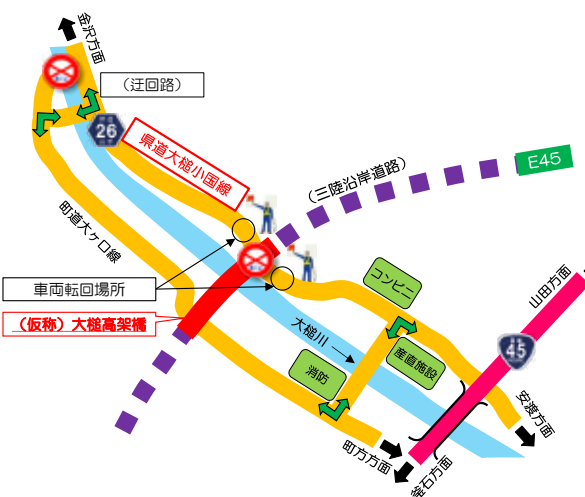 金沢方面
(迂回路)
26
県道大槌小国線
(三陸沿岸道路)
E45
町道大ケ口線
車両転回場所
(仮称)大槌高架橋
コンビニ
山田方面
大槌川
45
産直施設
消防
安渡方面
町方方面
釜石方面